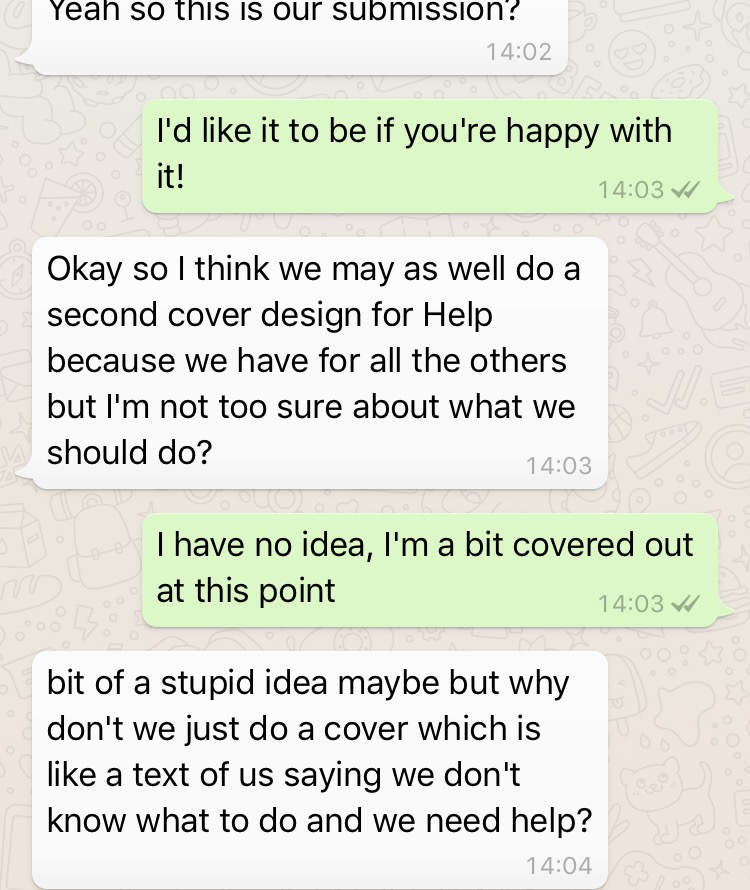 Yeah so this is our submission?
14:02
I'd like it to be if you're happy with
it!
14:03
Okay so I think we may as well do a
second cover design for Help
because we have for all the others
but I'm not too sure about what we
should do?
14:03
I have no idea, I'm a bit covered out
at this point
14:03
bit of a stupid idea maybe but why
don't we just do a cover which is
like a text of us saying we don't
know what to do and we need help?
14:04